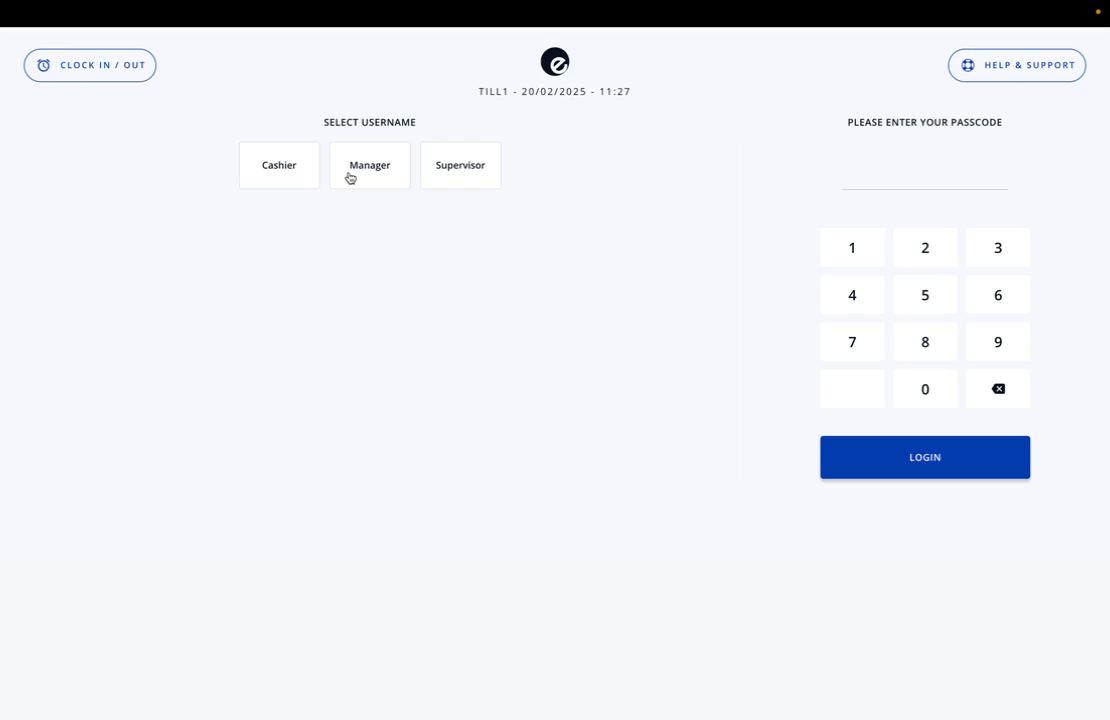 CLOCK IN / OUT
HELP & SUPPORT
TILL1 - 20/02/2025 - 11:27
SELECT USERNAME
Cashier
Manager
Supervisor
PLEASE ENTER YOUR PASSCODE
1 2 3
4 5 6
7 8 9
0
LOGIN